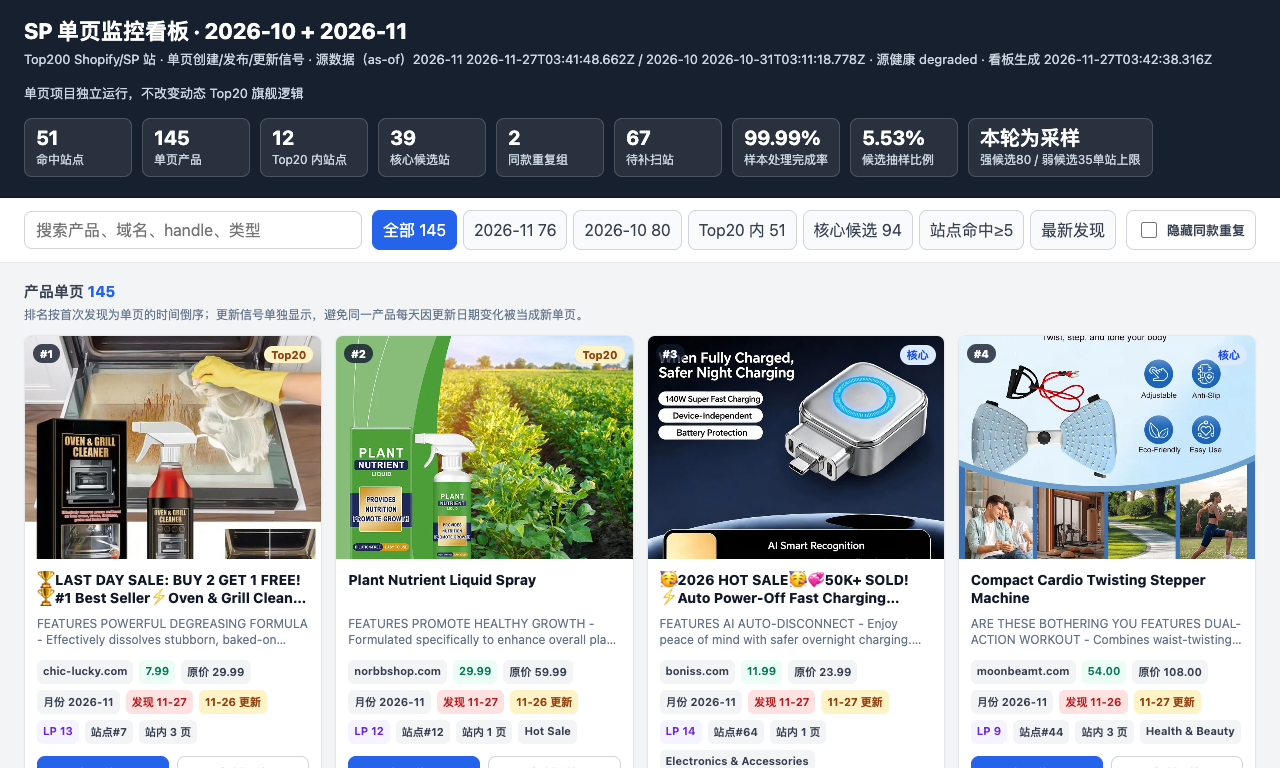 SP 单页监控看板 · 2026-10 + 2026-11
Top200 Shopify/SP 站 · 单页创建/发布/更新信号 · 源数据（as-of）2026-11 2026-11-27T03:41:48.662Z / 2026-10 2026-10-31T03:11:18.778Z · 源健康 degraded · 看板生成 2026-11-27T03:42:38.316Z
单页项目独立运行，不改变动态 Top20 旗舰逻辑
51
命中站点
145
单页产品
12
Top20 内站点
39
核心候选站
2
同款重复组
67
待补扫站
99.99%
样本处理完成率
5.53%
候选抽样比例
本轮为采样
强候选80 / 弱候选35单站上限
搜索产品、域名、handle、类型
全部 145
2026-11 76
2026-10 80
Top20 内 51
核心候选 94
站点命中≥5
最新发现
隐藏同款重复
产品单页 145
排名按首次发现为单页的时间倒序；更新信号单独显示，避免同一产品每天因更新日期变化被当成新单页。
#1
Top20
OVEN & GRILL
CLEANER
OVEN & GRILL
CLEANER
🏆LAST DAY SALE: BUY 2 GET 1 FREE!
🏆#1 Best Seller⚡Oven & Grill Clean...
FEATURES POWERFUL DEGREASING FORMULA
- Effectively dissolves stubborn, baked-on...
chic-lucky.com
7.99
原价 29.99
月份 2026-11
发现 11-27
11-26 更新
LP 13
站点#7
站内 3 页
#2
Top20
PLANT
NUTRIENT
LIQUID
PROVIDES
NUTRITION
PROMOTE GROWTH
PLANT
NUTRIENT
PROVIDES
NUTRITION
Plant Nutrient Liquid Spray
FEATURES PROMOTE HEALTHY GROWTH -
Formulated specifically to enhance overall pla...
norbbshop.com
29.99
原价 59.99
月份 2026-11
发现 11-27
11-26 更新
LP 12
站点#12
站内 1 页
Hot Sale
#3
核心
When Fully Charged,
Safer Night Charging
140W Super Fast Charging
Device-Independent
Battery Protection
AI Smart Recognition
🥳2026 HOT SALE🥳💞50K+ SOLD!
⚡Auto Power-Off Fast Charging...
FEATURES AI AUTO-DISCONNECT - Enjoy
peace of mind with safer overnight charging....
boniss.com
11.99
原价 23.99
月份 2026-11
发现 11-27
11-27 更新
LP 14
站点#64
站内 1 页
Electronics & Accessories
#4
核心
Twist, step, and tone your body
Adjustable
Anti-Slip
Eco-Friendly
Easy Use
Compact Cardio Twisting Stepper
Machine
ARE THESE BOTHERING YOU FEATURES DUAL-
ACTION WORKOUT - Combines waist-twisting...
moonbeamt.com
54.00
原价 108.00
月份 2026-11
发现 11-26
11-27 更新
LP 9
站点#44
站内 3 页
Health & Beauty